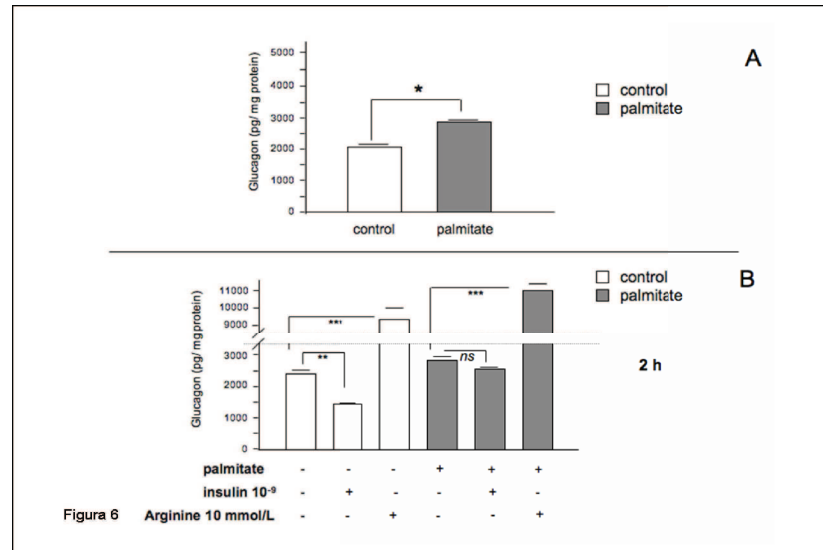 A
Glucagon (pg/ mg protein)
5000
4000
3000
2000
1000
0
*
control
palmitate
control
palmitate
B
Glucagon (pg/ mgprotein)
11000
10000
9000
3000
2000
1000
0
***
**
***
ns
control
palmitate
2 h
palmitate - - - + + +
insulin 10-9 - + - - + -
Figura 6 Arginine 10 mmol/L - - + - - +